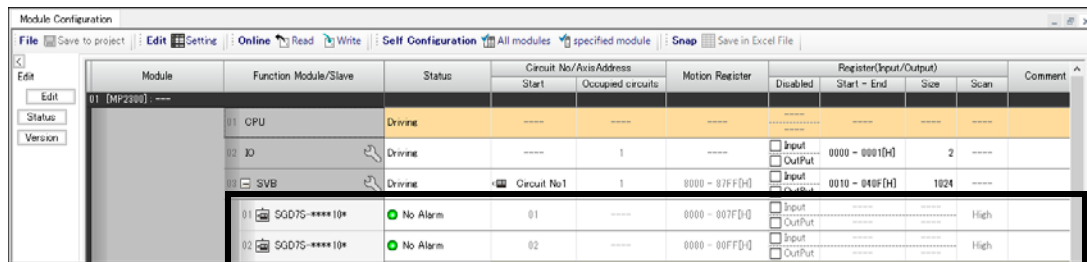 Module Configuration
File Save to project Edit Setting Online Read Write Self Configuration All modules specified module Snap Save in Excel File
Edit
Edit
Status
Version
Module Function Module/Slave Status Circuit No/AxisAddress Motion Register Register(Input/Output) Comment
Start Occupied circuits Disabled Start - End Size Scan
01 [MP2300] : ---
01 CPU Driving ---- ---- ---- ---- ---- ----
----
02 IO Driving ---- 1 ---- Input 0000 - 0001[H] 2 ----
OutPut
03 SVB Driving Circuit No1 1 8000 - 87FF[H] Input 0010 - 040F[H] 1024 ----
OutPut
01 SGD7S-****10* No Alarm 01 ---- 0000 - 007F[H] Input ---- ---- High
OutPut ---- ----
02 SGD7S-****10* No Alarm 02 ---- 0000 - 00FF[H] Input ---- ---- High
OutPut ---- ----